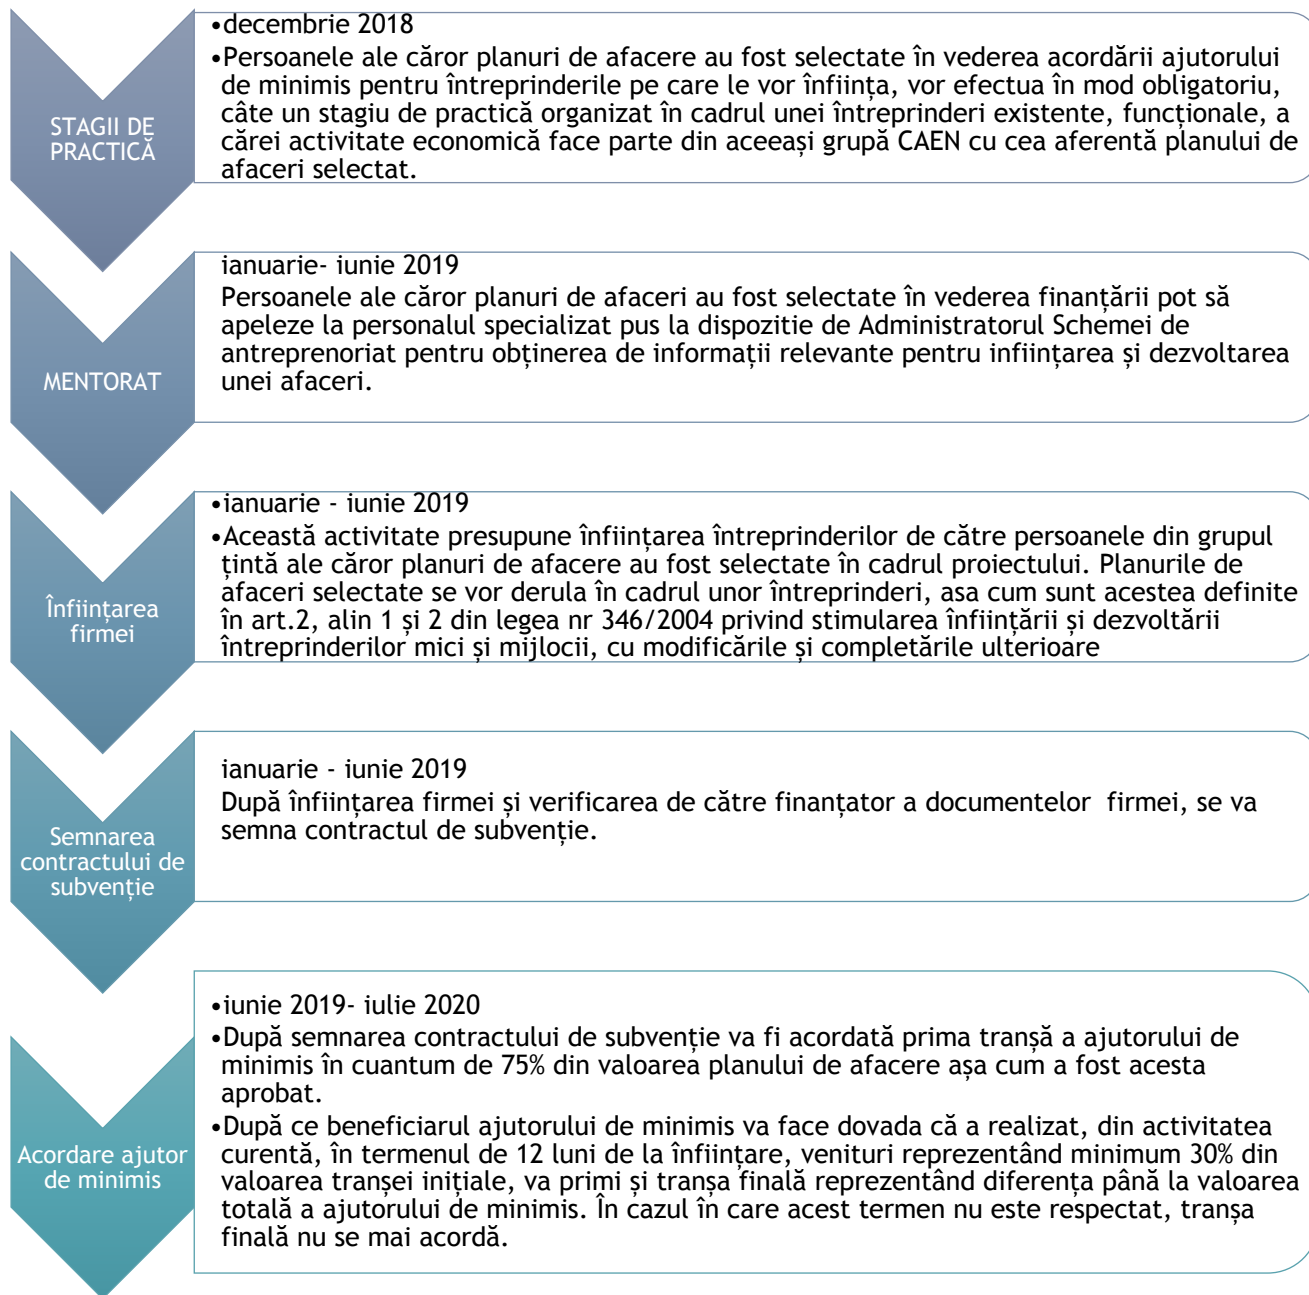 STAGII DE
PRACTICĂ
•decembrie 2018
•Persoanele ale căror planuri de afacere au fost selectate în vederea acordării ajutorului
de minimis pentru întreprinderile pe care le vor înființa, vor efectua în mod obligatoriu,
câte un stagiu de practică organizat în cadrul unei întreprinderi existente, funcționale, a
cărei activitate economică face parte din aceeași grupă CAEN cu cea aferentă planului de
afaceri selectat.
MENTORAT
ianuarie- iunie 2019
Persoanele ale căror planuri de afaceri au fost selectate în vederea finanțării pot să
apeleze la personalul specializat pus la dispozitie de Administratorul Schemei de
antreprenoriat pentru obținerea de informații relevante pentru inființarea și dezvoltarea
unei afaceri.
Înființarea
firmei
•ianuarie - iunie 2019
•Această activitate presupune înființarea întreprinderilor de către persoanele din grupul
țintă ale căror planuri de afacere au fost selectate în cadrul proiectului. Planurile de
afaceri selectate se vor derula în cadrul unor întreprinderi, asa cum sunt acestea definite
în art.2, alin 1 și 2 din legea nr 346/2004 privind stimularea înființării și dezvoltării
întreprinderilor mici și mijlocii, cu modificările și completările ulterioare
Semnarea
contractului de
subvenție
ianuarie - iunie 2019
După înființarea firmei și verificarea de către finanțator a documentelor  firmei, se va
semna contractul de subvenție.
Acordare ajutor
de minimis
•iunie 2019- iulie 2020
•După semnarea contractului de subvenție va fi acordată prima tranșă a ajutorului de
minimis în cuantum de 75% din valoarea planului de afacere așa cum a fost acesta
aprobat.
•După ce beneficiarul ajutorului de minimis va face dovada că a realizat, din activitatea
curentă, în termenul de 12 luni de la înființare, venituri reprezentând minimum 30% din
valoarea tranșei inițiale, va primi și tranșa finală reprezentând diferența până la valoarea
totală a ajutorului de minimis. În cazul în care acest termen nu este respectat, tranșa
finală nu se mai acordă.